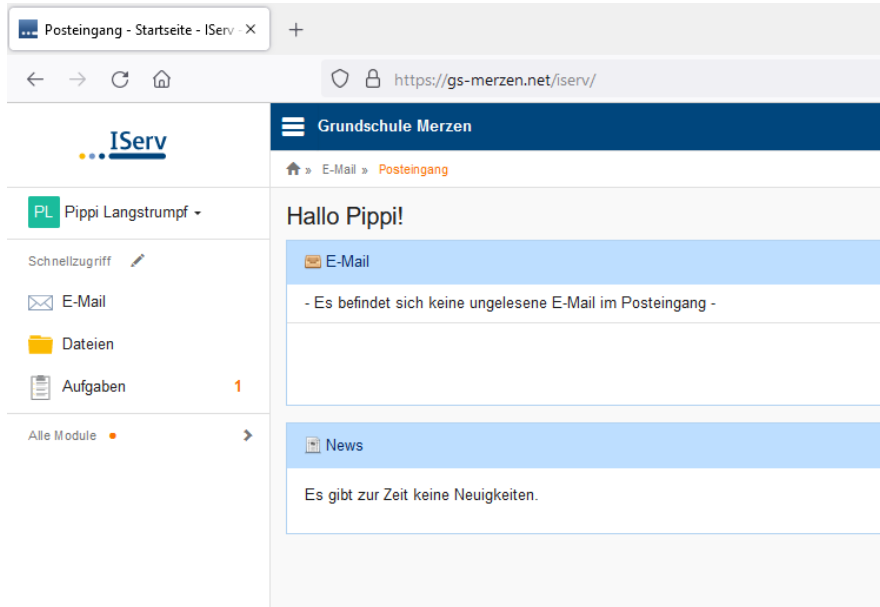 Posteingang - Startseite - IServ -
https://gs-merzen.net/iserv/
IServ
Grundschule Merzen
» E-Mail » Posteingang
PL Pippi Langstrumpf
Hallo Pippi!
Schnellzugriff
E-Mail
Dateien
Aufgaben 1
Alle Module
E-Mail
- Es befindet sich keine ungelesene E-Mail im Posteingang -
News
Es gibt zur Zeit keine Neuigkeiten.